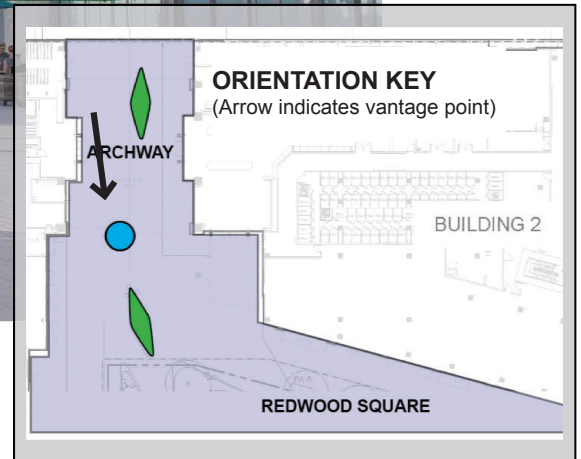 ORIENTATION KEY
(Arrow indicates vantage point)
ARCHWAY
BUILDING 2
REDWOOD SQUARE